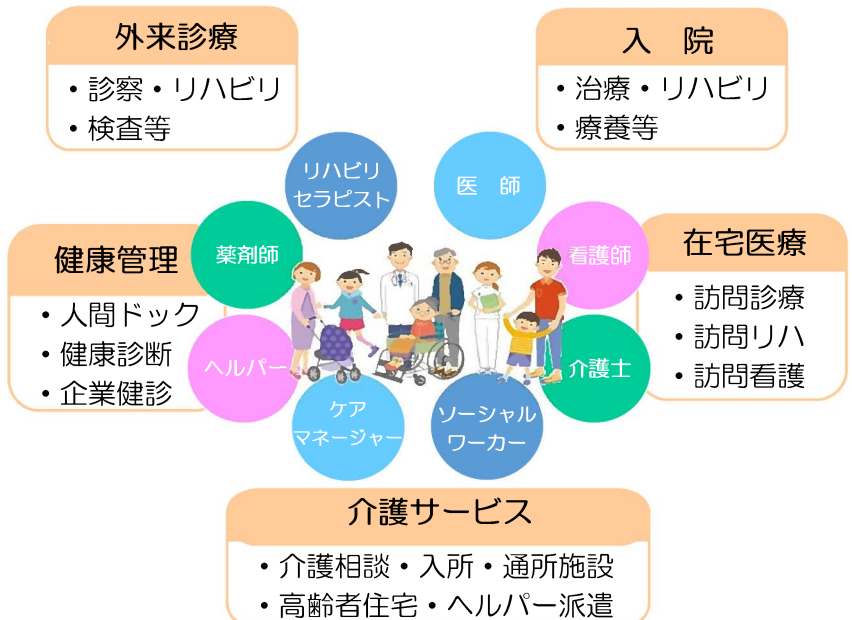 外来診療
・診察・リハビリ
・検査等
入　院
・治療・リハビリ
・療養等
リハビリ
セラピスト
医　師
薬剤師
看護師
健康管理
・人間ドック
・健康診断
・企業健診
在宅医療
・訪問診療
・訪問リハ
・訪問看護
ヘルパー
介護士
ケア
マネージャー
ソーシャル
ワーカー
介護サービス
・介護相談・入所・通所施設
・高齢者住宅・ヘルパー派遣